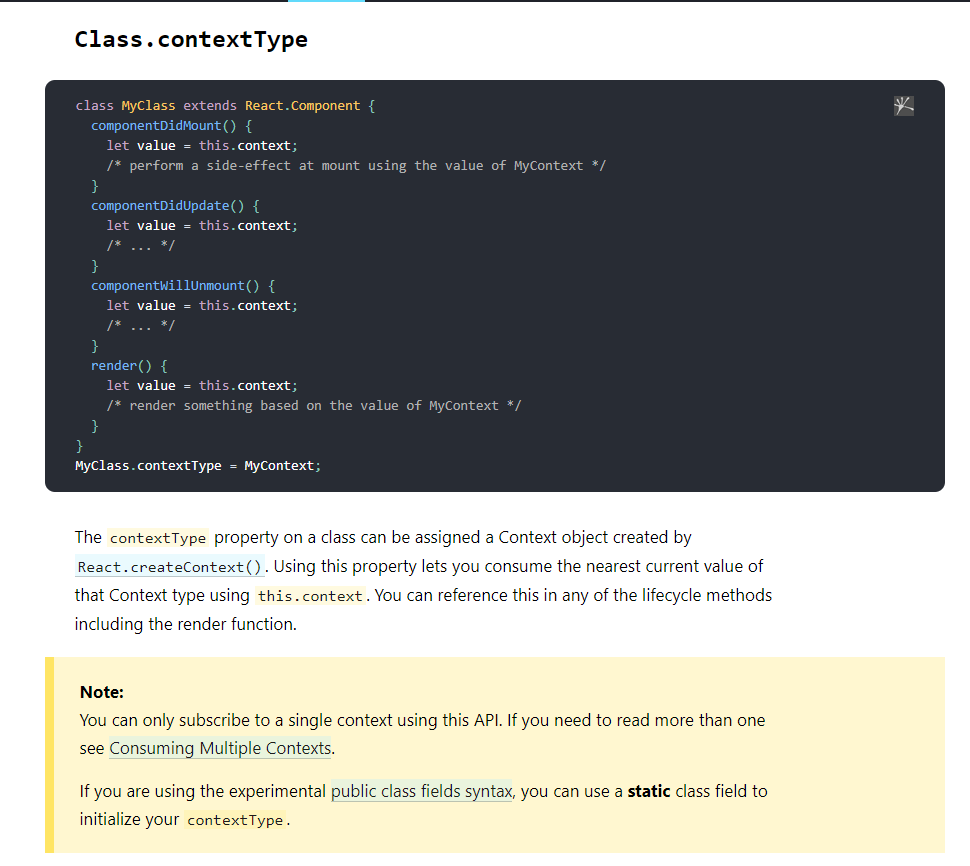 Class.contextType
class MyClass extends React.Component {
  componentDidMount() {
    let value = this.context;
    /* perform a side-effect at mount using the value of MyContext */
  }
  componentDidUpdate() {
    let value = this.context;
    /* ... */
  }
  componentWillUnmount() {
    let value = this.context;
    /* ... */
  }
  render() {
    let value = this.context;
    /* render something based on the value of MyContext */
  }
}
MyClass.contextType = MyContext;
The contextType property on a class can be assigned a Context object created by
React.createContext(). Using this property lets you consume the nearest current value of
that Context type using this.context. You can reference this in any of the lifecycle methods
including the render function.
Note:
You can only subscribe to a single context using this API. If you need to read more than one
see Consuming Multiple Contexts.
If you are using the experimental public class fields syntax, you can use a static class field to
initialize your contextType.